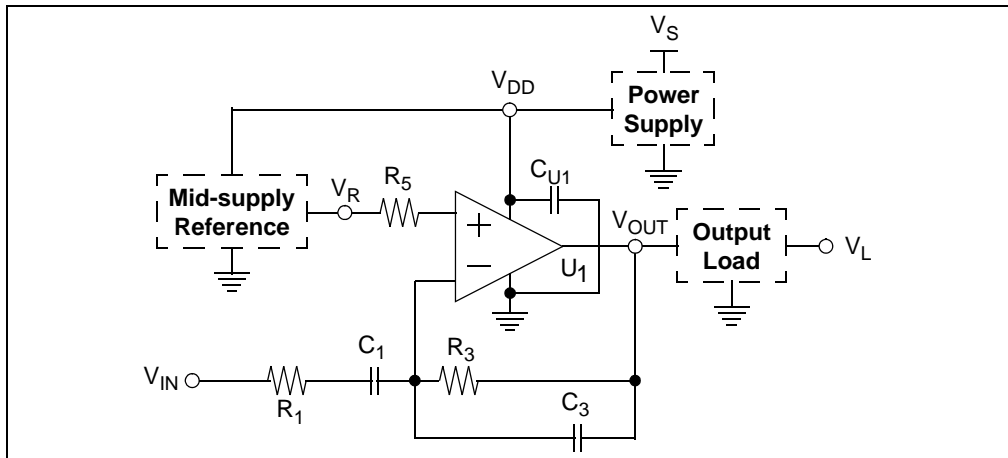 V_S
V_DD
Power
Supply
C_U1
R_5
V_R
Mid-supply
Reference
V_OUT
Output
Load
V_L
+
−
U_1
V_IN
R_1
C_1
R_3
C_3